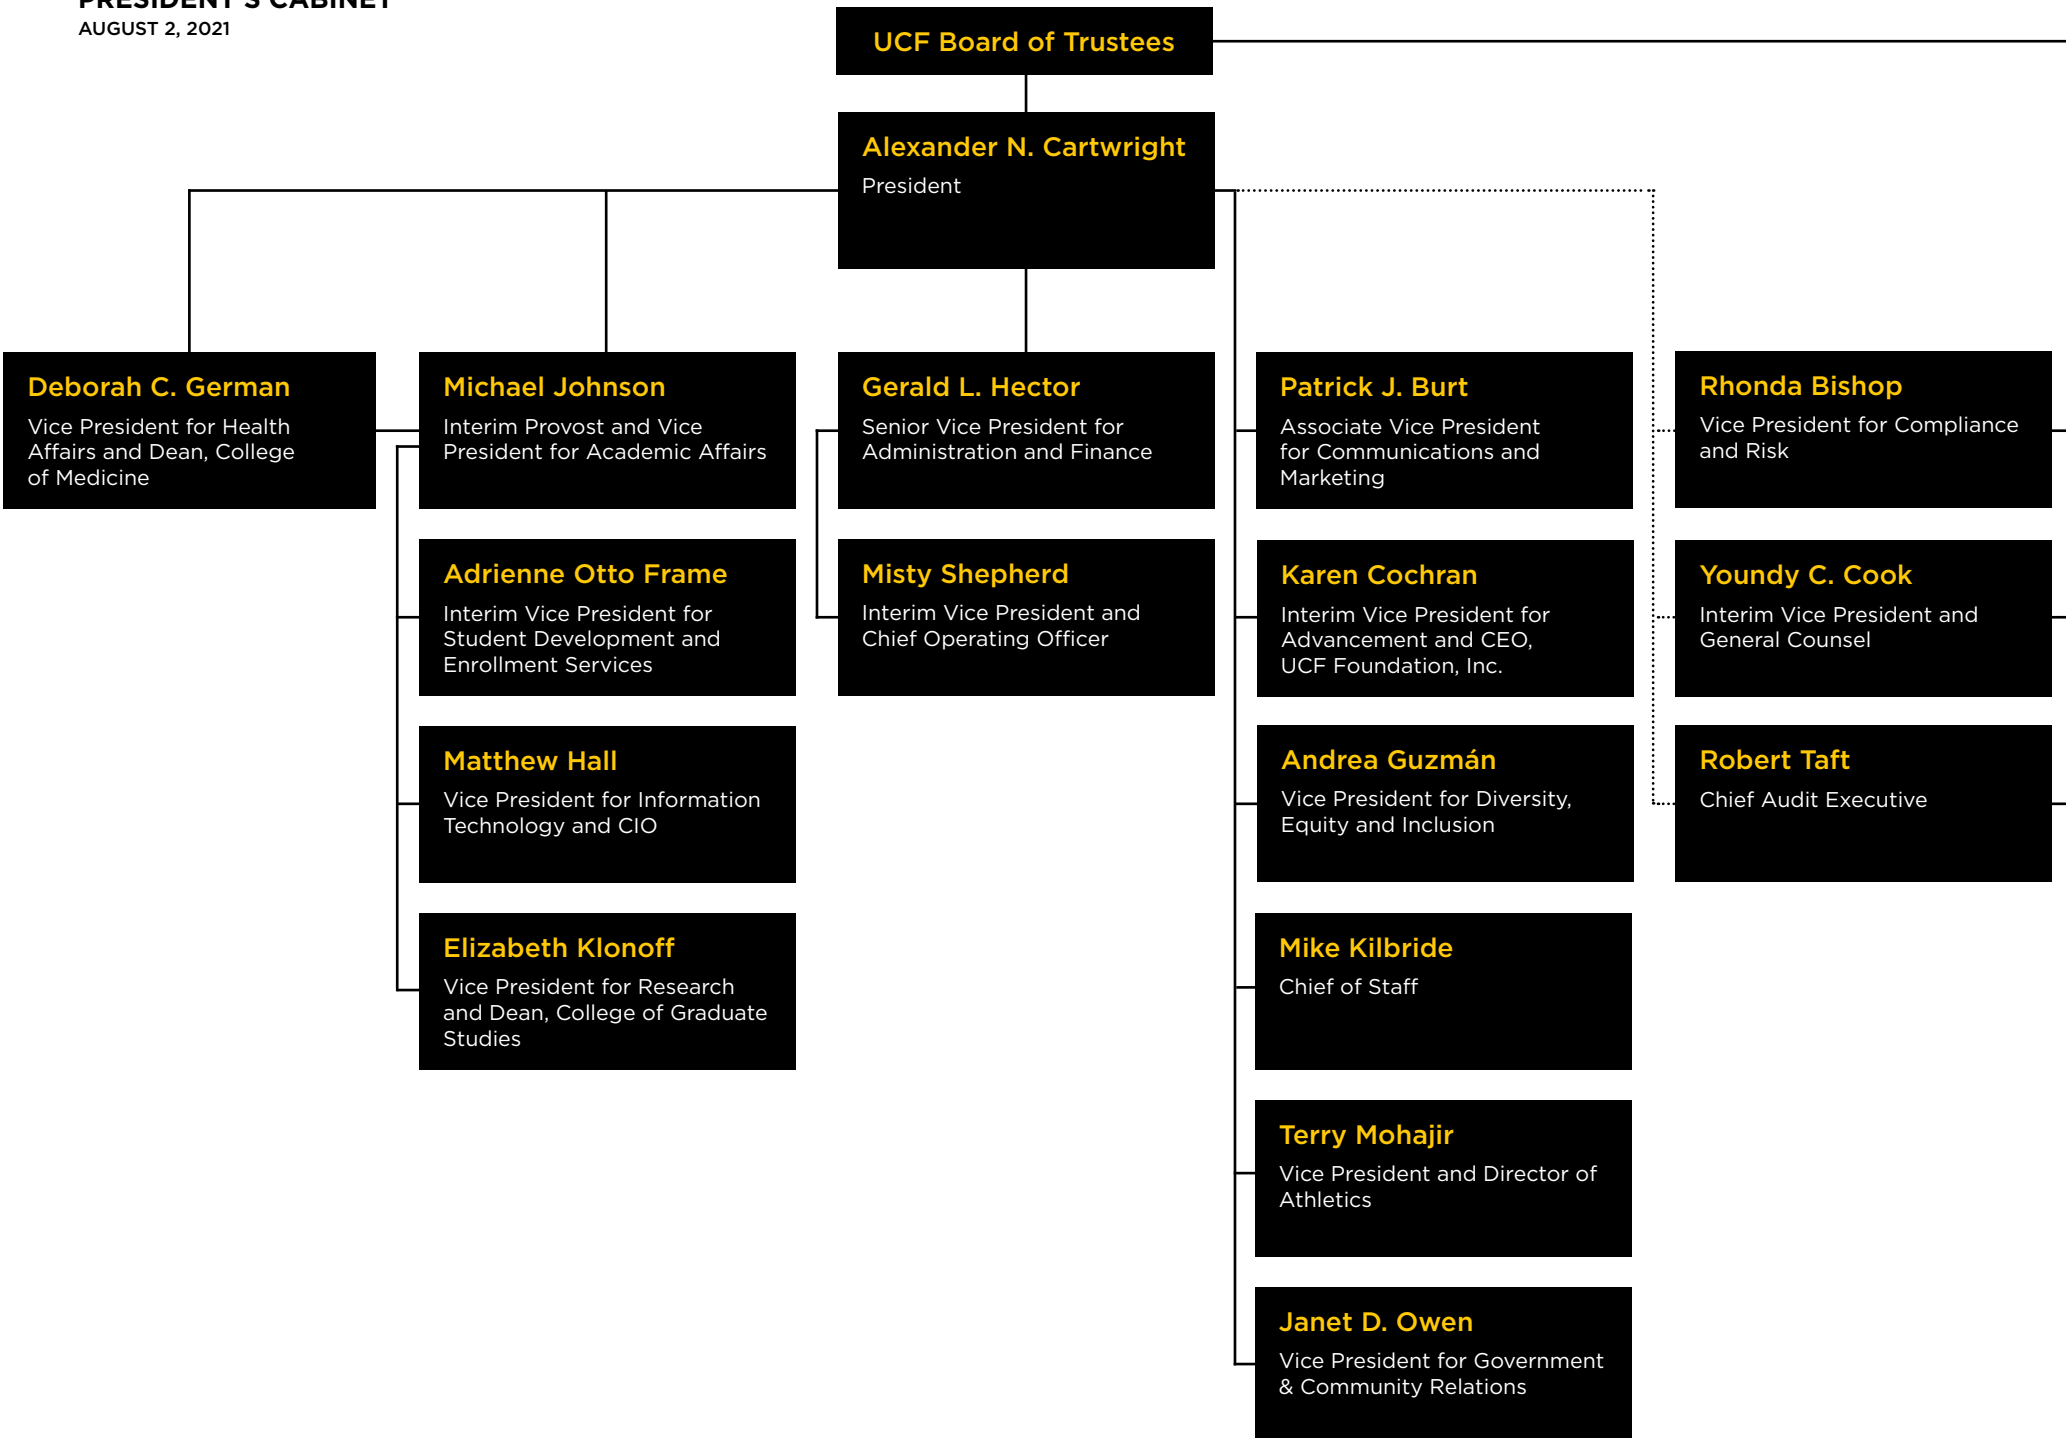 PRESIDENT'S CABINET
AUGUST 2, 2021
UCF Board of Trustees
Alexander N. Cartwright
President
Deborah C. German
Vice President for Health
Affairs and Dean, College
of Medicine
Michael Johnson
Interim Provost and Vice
President for Academic Affairs
Adrienne Otto Frame
Interim Vice President for
Student Development and
Enrollment Services
Matthew Hall
Vice President for Information
Technology and CIO
Elizabeth Klonoff
Vice President for Research
and Dean, College of Graduate
Studies
Gerald L. Hector
Senior Vice President for
Administration and Finance
Misty Shepherd
Interim Vice President and
Chief Operating Officer
Patrick J. Burt
Associate Vice President
for Communications and
Marketing
Karen Cochran
Interim Vice President for
Advancement and CEO,
UCF Foundation, Inc.
Andrea Guzmán
Vice President for Diversity,
Equity and Inclusion
Mike Kilbride
Chief of Staff
Terry Mohajir
Vice President and Director of
Athletics
Janet D. Owen
Vice President for Government
& Community Relations
Rhonda Bishop
Vice President for Compliance
and Risk
Youndy C. Cook
Interim Vice President and
General Counsel
Robert Taft
Chief Audit Executive